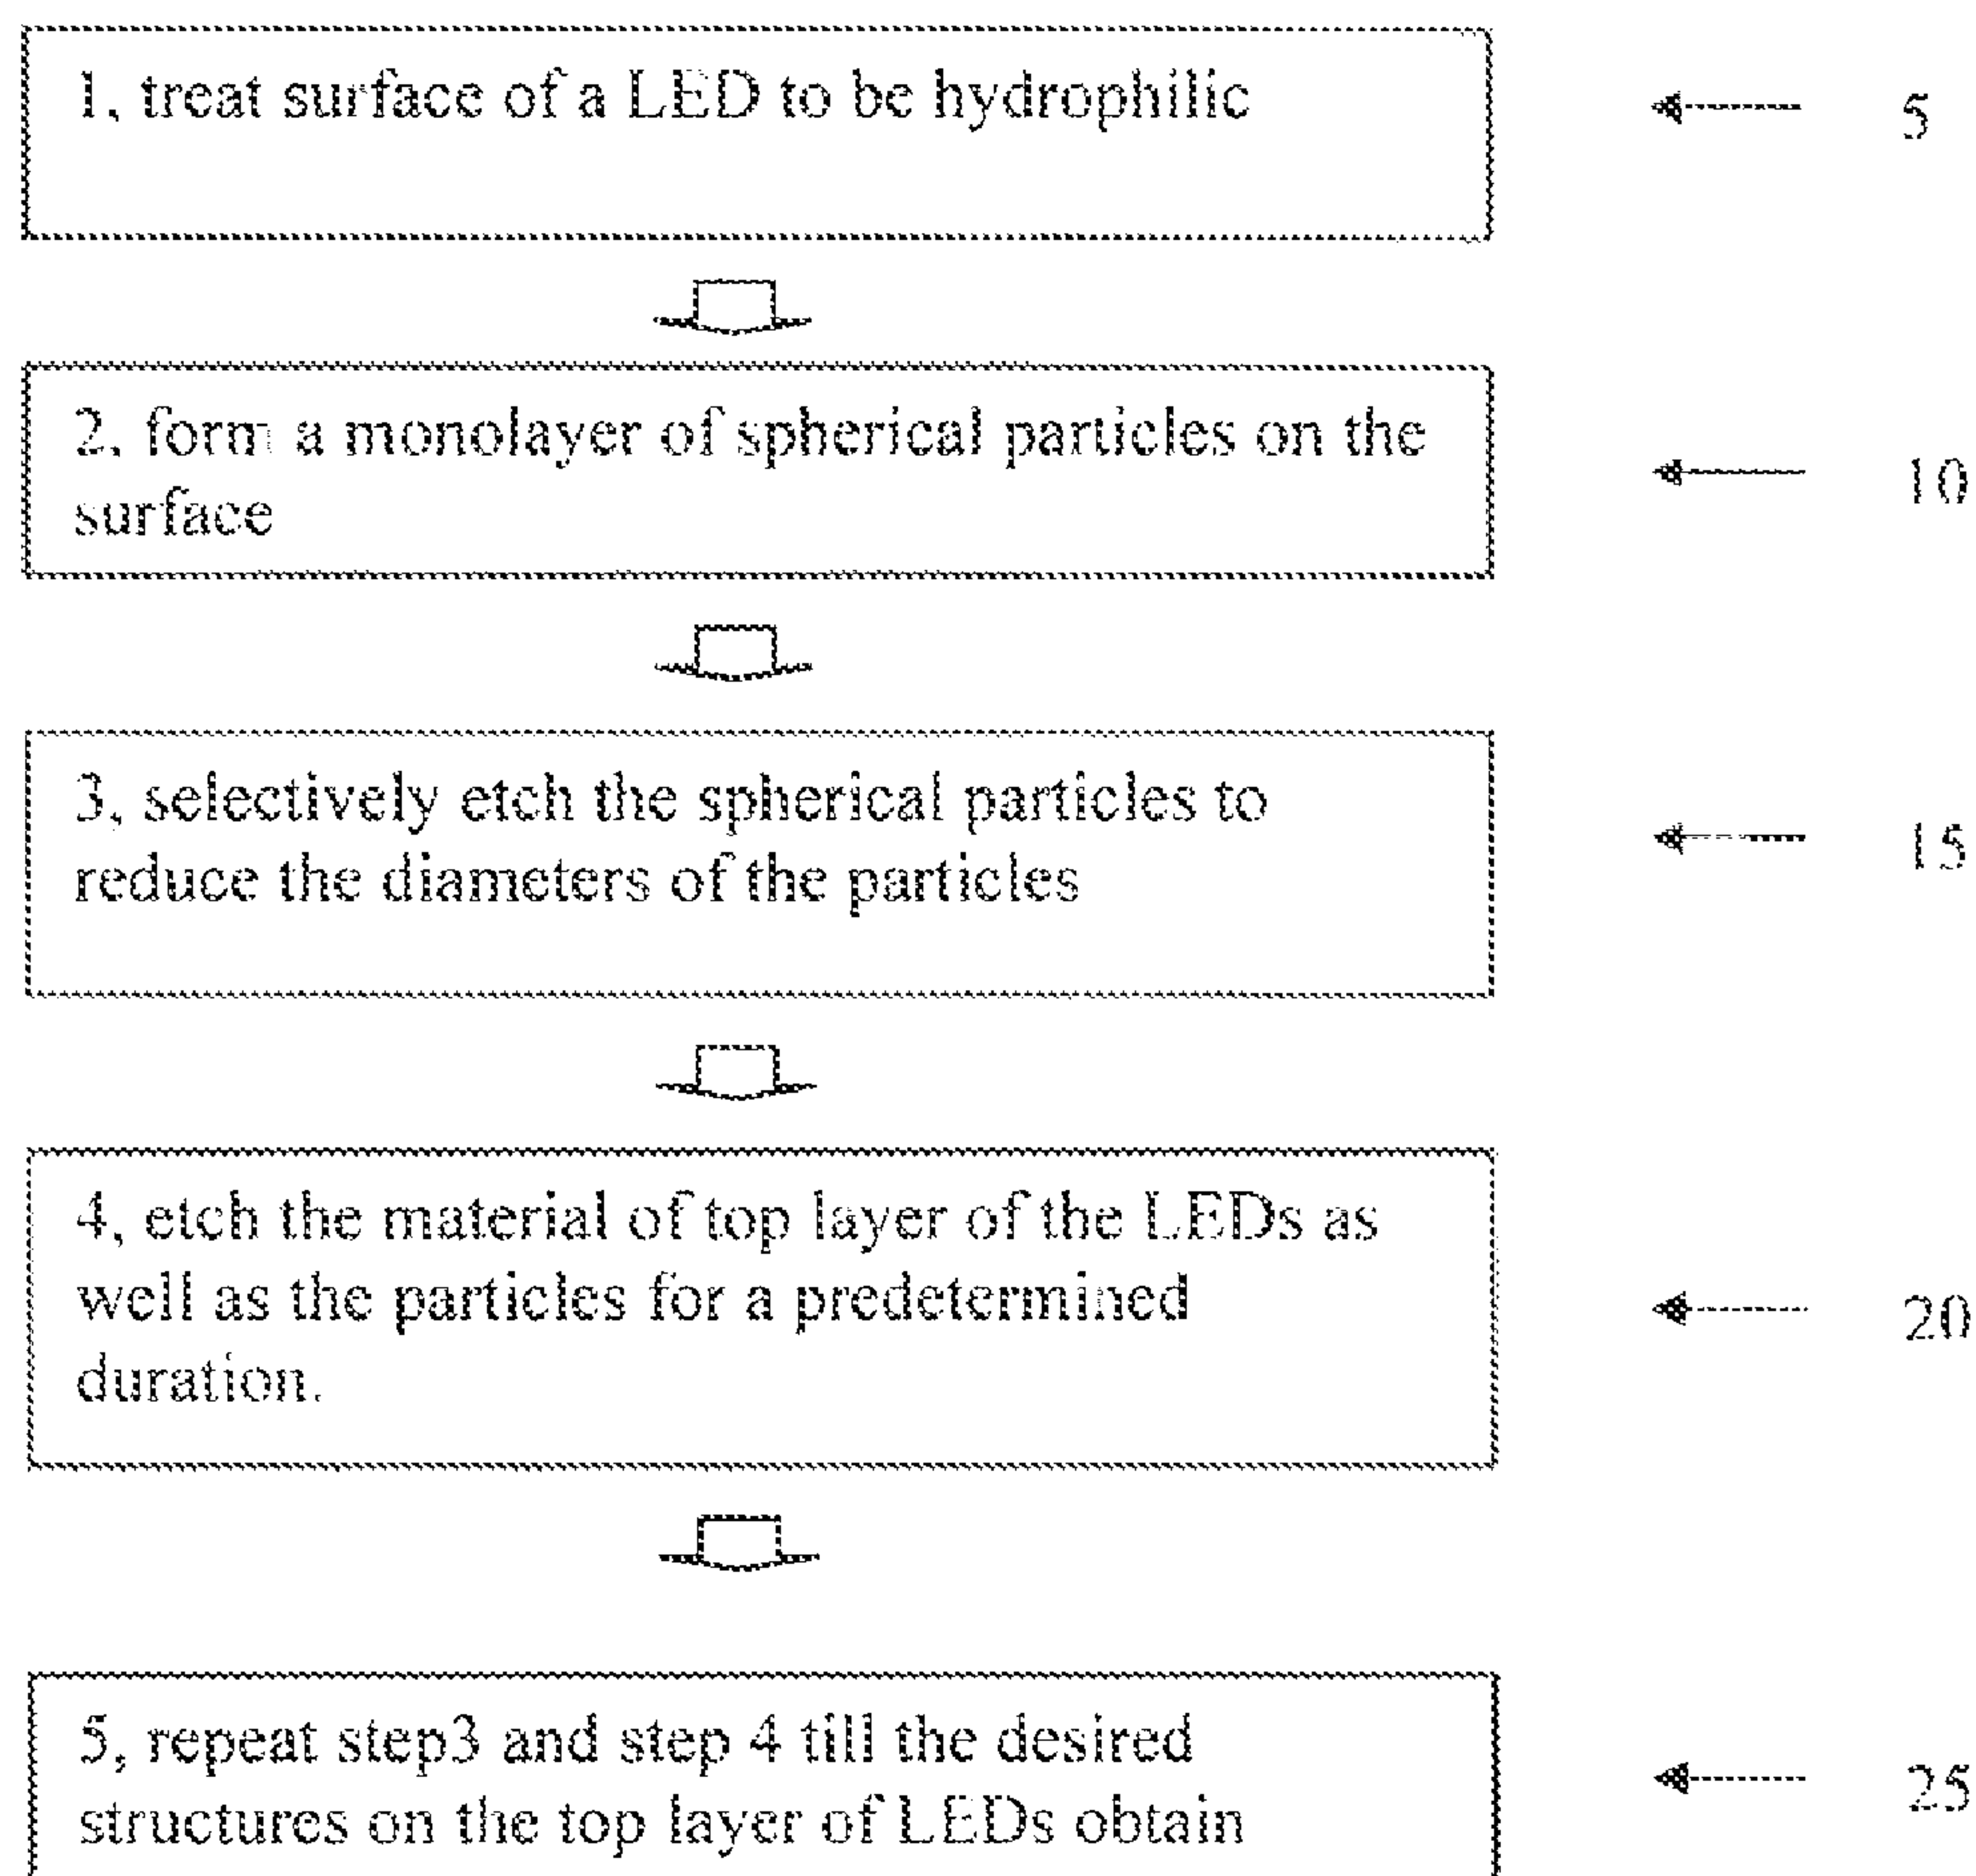 1, treat surface of a LED to be hydrophilic
5
2, form a monolayer of spherical particles on the
surface
10
3, selectively etch the spherical particles to
reduce the diameters of the particles
15
4, etch the material of top layer of the LEDs as
well as the particles for a predetermined
duration.
20
5, repeat step3 and step 4 till the desired
structures on the top layer of LEDs obtain
25